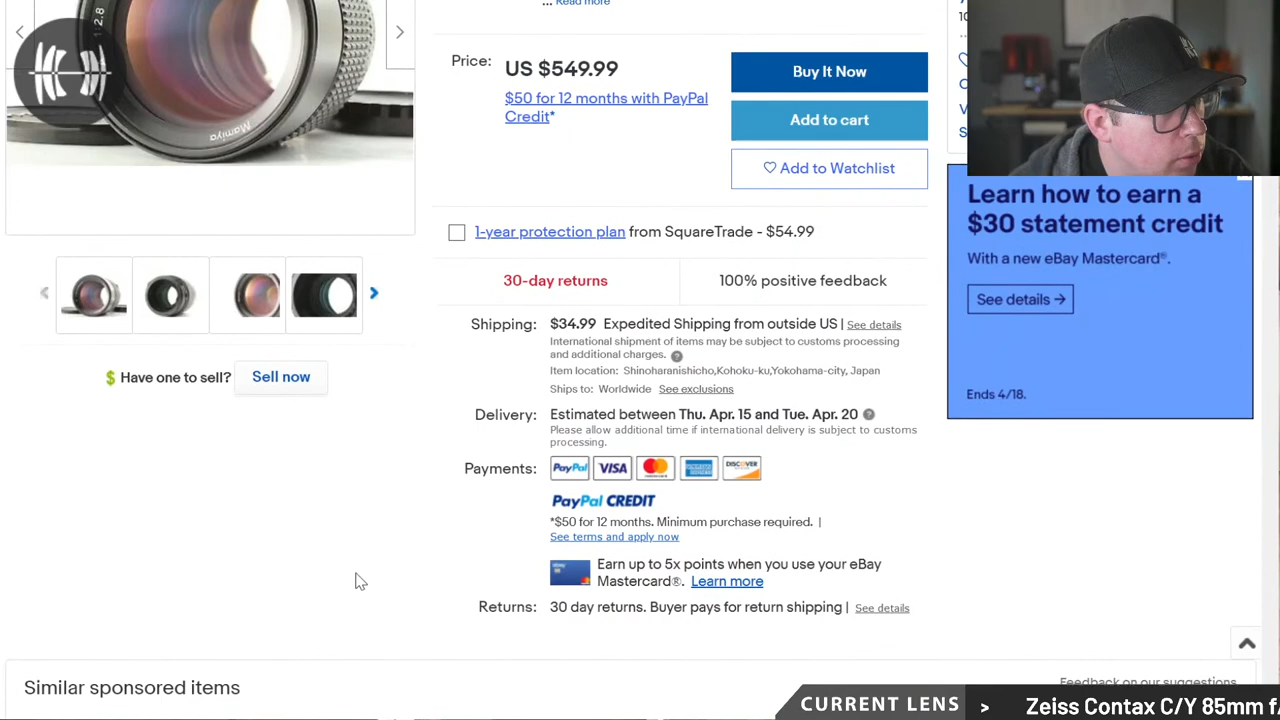 ... Read more
1:2.8
Mamiya
Price:
US $549.99
Buy It Now
$50 for 12 months with PayPal
Credit*
Add to cart
Add to Watchlist
1-year protection plan from SquareTrade - $54.99
30-day returns
100% positive feedback
Shipping:
$34.99 Expedited Shipping from outside US | See details
International shipment of items may be subject to customs processing
and additional charges. ?
Item location: Shinoharanishicho,Kohoku-ku,Yokohama-city, Japan
Ships to: Worldwide See exclusions
Delivery:
Estimated between Thu. Apr. 15 and Tue. Apr. 20 ?
Please allow additional time if international delivery is subject to customs
processing.
Payments:
PayPal VISA MasterCard DISCOVER
PayPal CREDIT
*$50 for 12 months. Minimum purchase required. |
See terms and apply now
Earn up to 5x points when you use your eBay
Mastercard®. Learn more
Returns:
30 day returns. Buyer pays for return shipping | See details
$ Have one to sell? Sell now
Learn how to earn a
$30 statement credit
With a new eBay Mastercard®.
See details →
Ends 4/18.
Similar sponsored items
Feedback on our suggestions
CURRENT LENS > Zeiss Contax C/Y 85mm f/